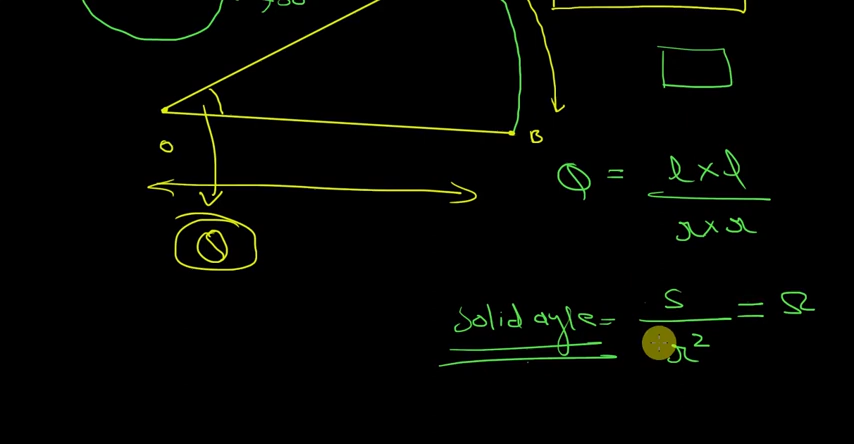 O
B
θ
θ = l × l
r × r
Solid angle = S = Ω
r²